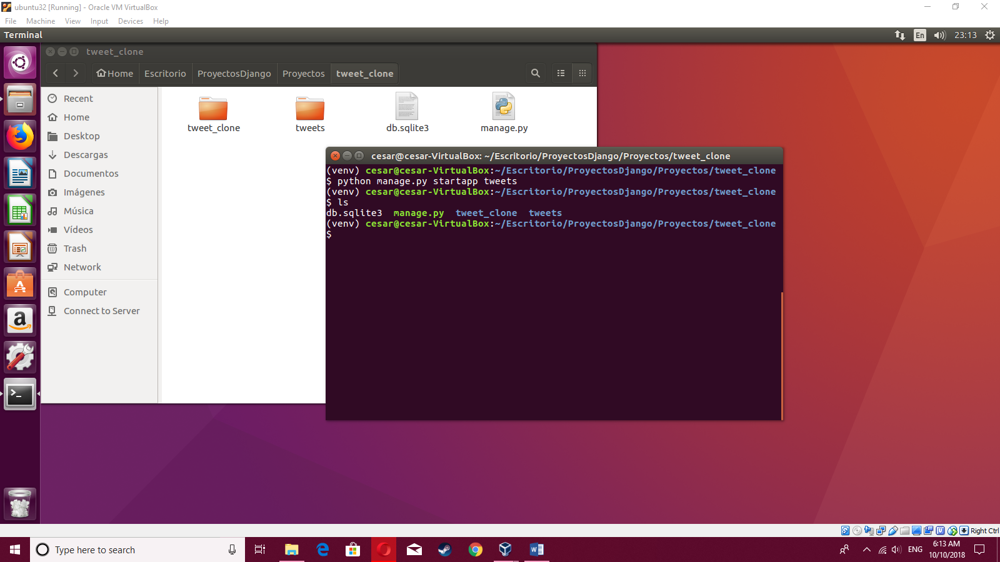 ubuntu32 [Running] - Oracle VM VirtualBox
File Machine View Input Devices Help
Terminal En 23:13
tweet_clone
Home Escritorio ProyectosDjango Proyectos tweet_clone
Recent
Home
Desktop
Descargas
Documentos
Imágenes
Música
Vídeos
Trash
Network
Computer
Connect to Server
tweet_clone tweets db.sqlite3 manage.py
cesar@cesar-VirtualBox: ~/Escritorio/ProyectosDjango/Proyectos/tweet_clone
(venv) cesar@cesar-VirtualBox:~/Escritorio/ProyectosDjango/Proyectos/tweet_clone
$ python manage.py startapp tweets
(venv) cesar@cesar-VirtualBox:~/Escritorio/ProyectosDjango/Proyectos/tweet_clone
$ ls
db.sqlite3 manage.py tweet_clone tweets
(venv) cesar@cesar-VirtualBox:~/Escritorio/ProyectosDjango/Proyectos/tweet_clone
$
Right Ctrl
Type here to search
ENG
6:13 AM
10/10/2018